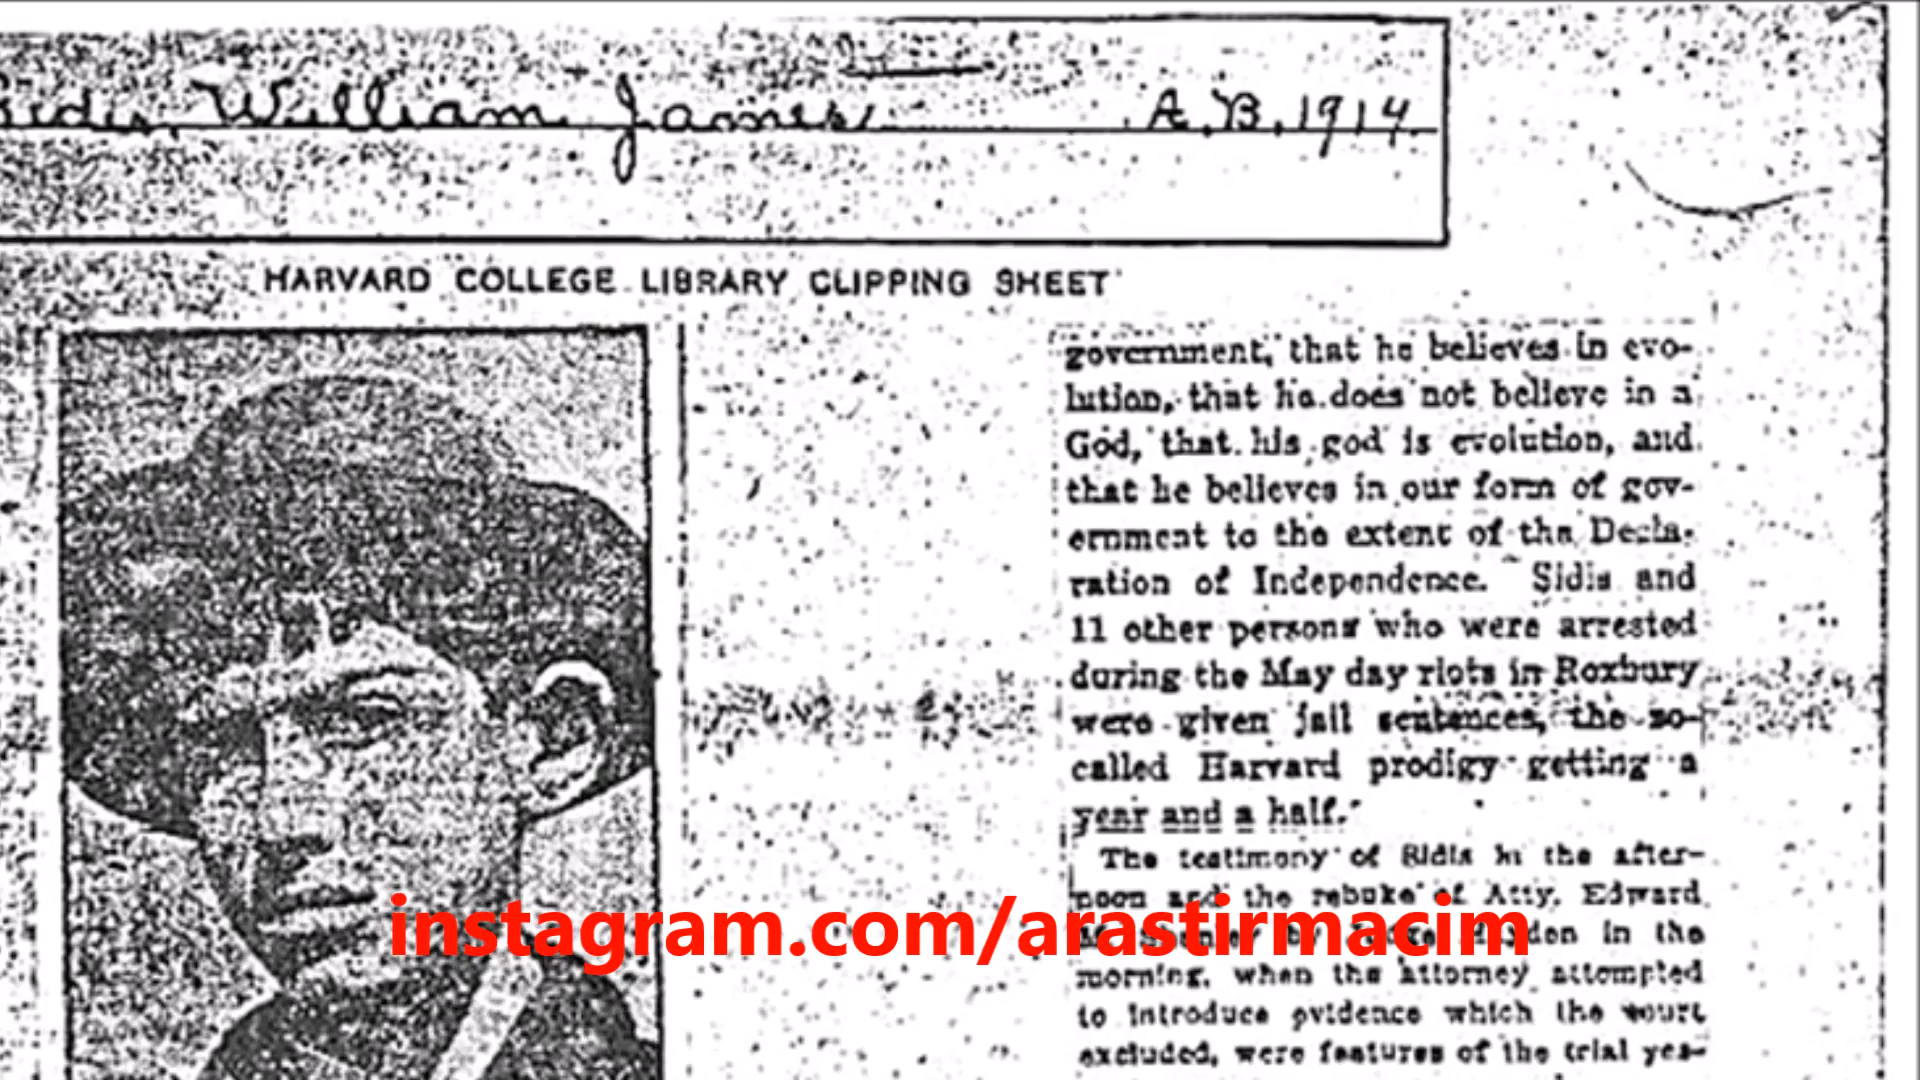 Sidis, William James A.B. 1914
HARVARD COLLEGE LIBRARY CLIPPING SHEET
government, that he believes in evo-
lution, that he does not believe in a
God, that his god is evolution, and
that he believes in our form of gov-
ernment to the extent of the Decla-
ration of Independence. Sidis and
11 other persons who were arrested
during the May day riots in Roxbury
were given jail sentences, the so-
called Harvard prodigy getting a
year and a half.
The testimony of Sidis in the after-
noon and the rebuke of Atty. Edward
in the
morning, when the attorney attempted
to introduce evidence which the court
excluded, were features of the trial yes-
instagram.com/arastirmacim